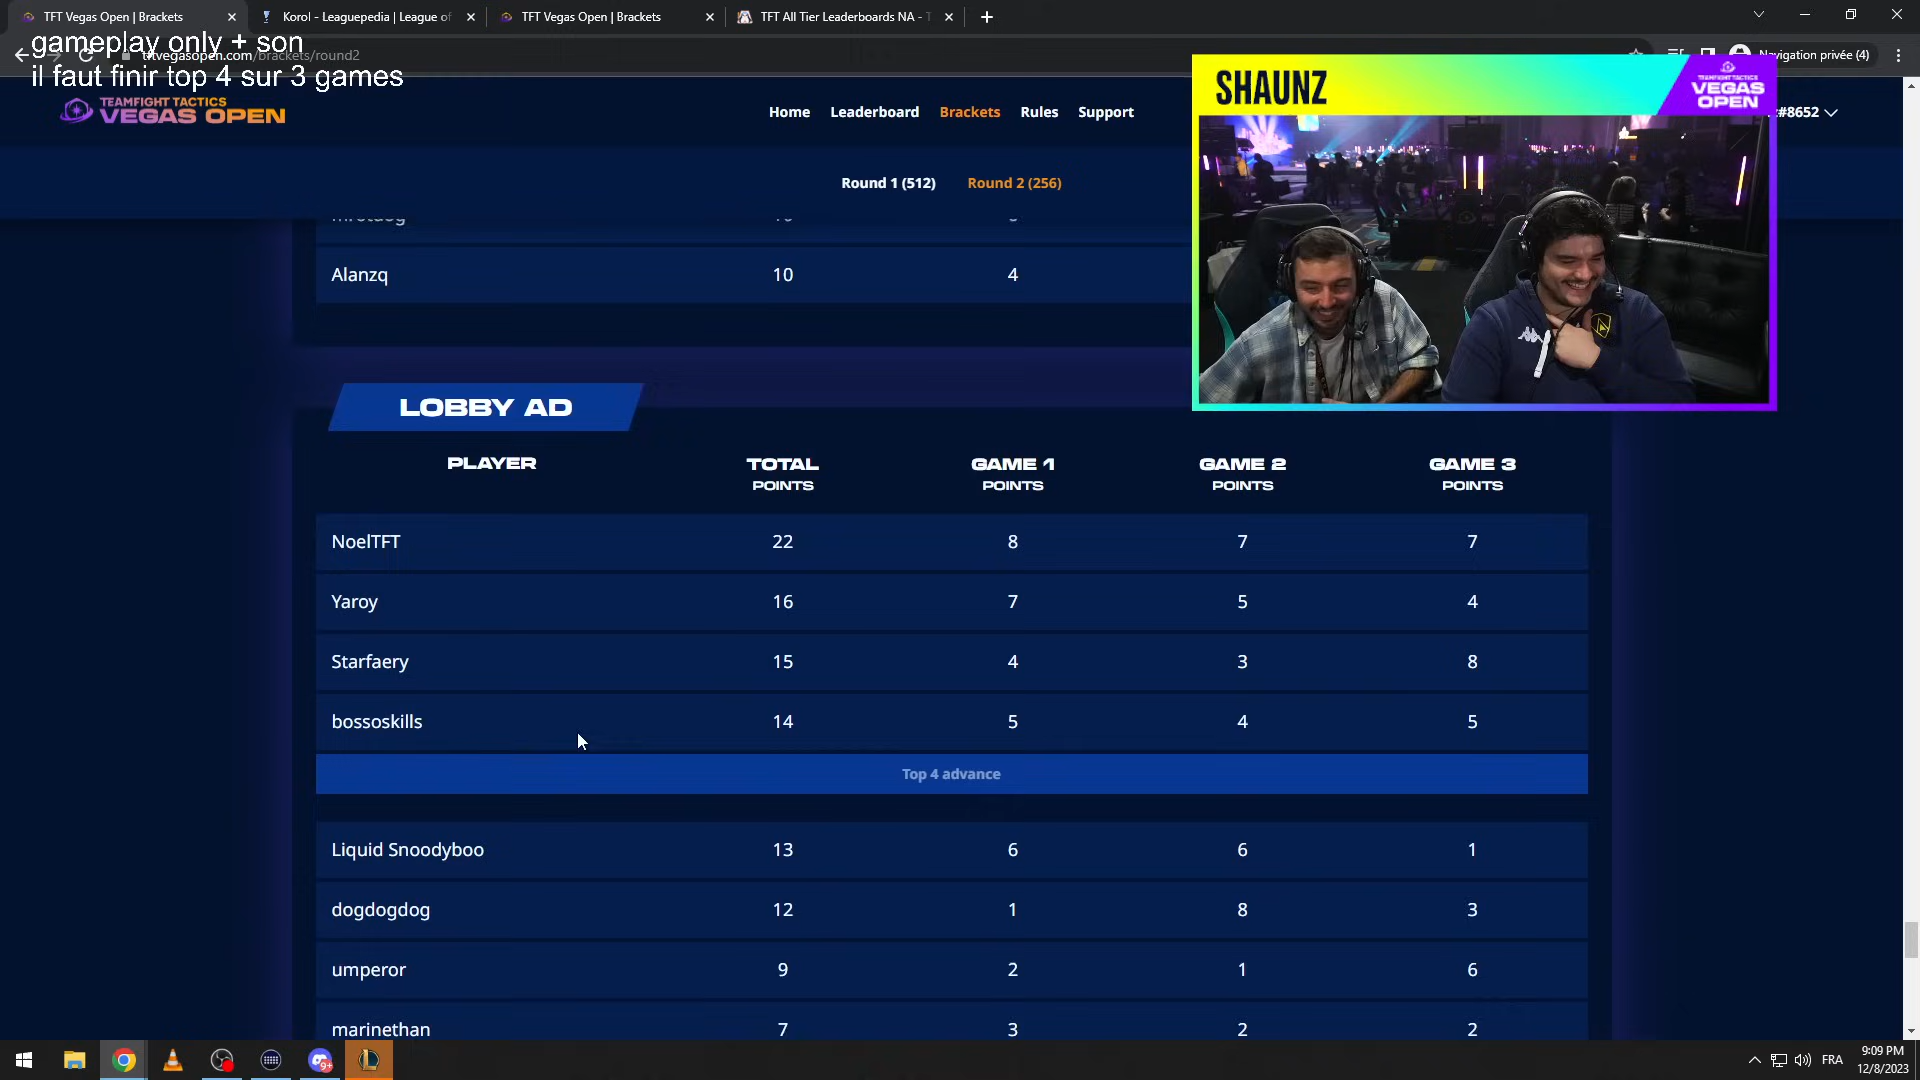 TFT Vegas Open | Brackets
Korol - Leaguepedia | League of
TFT Vegas Open | Brackets
TFT All Tier Leaderboards NA - T
gameplay only + son
tftvegasopen.com/brackets/round2
Navigation privée (4)
il faut finir top 4 sur 3 games
TEAMFIGHT TACTICS
VEGAS OPEN
Home Leaderboard Brackets Rules Support
#8652
SHAUNZ
TEAMFIGHT TACTICS
VEGAS
OPEN
Round 1 (512) Round 2 (256)
Alanzq 10 4
LOBBY AD
PLAYER TOTAL GAME 1 GAME 2 GAME 3
POINTS POINTS POINTS POINTS
NoelTFT 22 8 7 7
Yaroy 16 7 5 4
Starfaery 15 4 3 8
bossoskills 14 5 4 5
Top 4 advance
Liquid Snoodyboo 13 6 6 1
dogdogdog 12 1 8 3
umperor 9 2 1 6
marinethan 7 3 2 2
9+
FRA
9:09 PM
12/8/2023